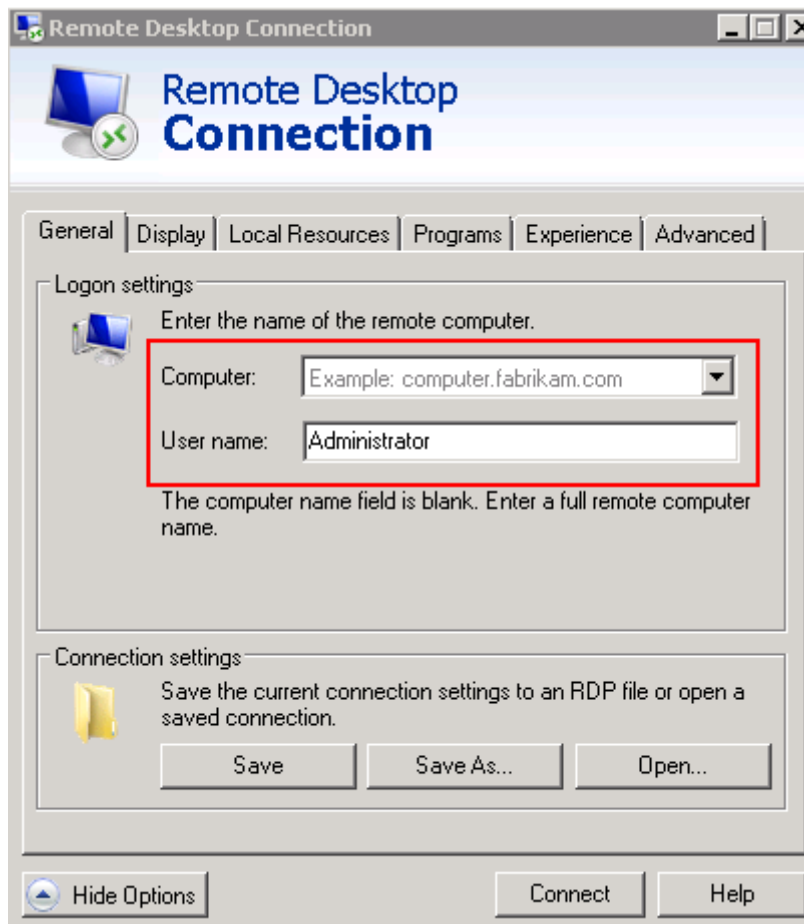 Remote Desktop Connection
Remote Desktop
Connection
General Display Local Resources Programs Experience Advanced
Logon settings
Enter the name of the remote computer.
Computer: Example: computer.fabrikam.com
User name: Administrator
The computer name field is blank. Enter a full remote computer
name.
Connection settings
Save the current connection settings to an RDP file or open a
saved connection.
Save Save As... Open...
Hide Options Connect Help